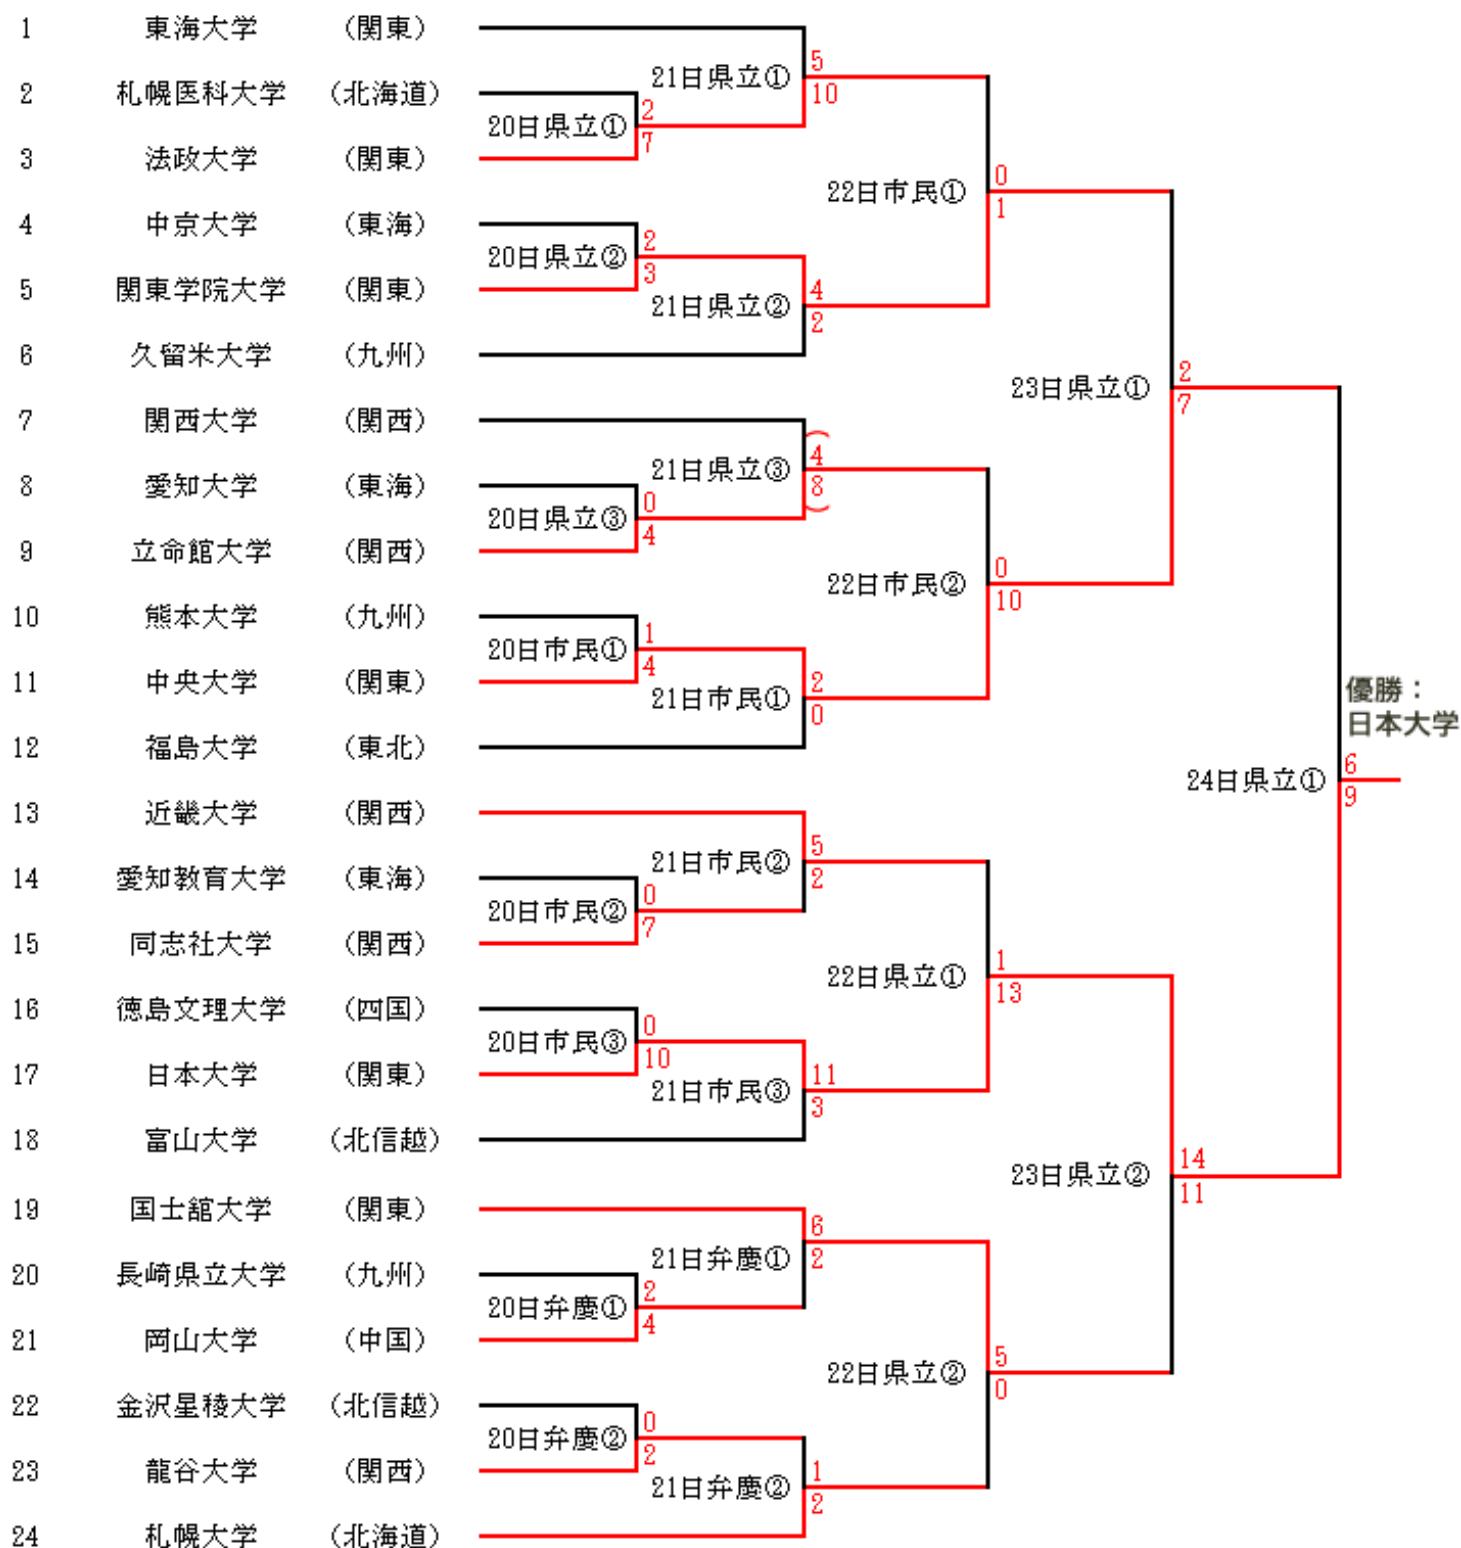 1 東海大学 (関東)
5
21日県立①
10
2 札幌医科大学 (北海道)
2
20日県立①
7
3 法政大学 (関東)
0
22日市民①
1
4 中京大学 (東海)
2
20日県立②
3
5 関東学院大学 (関東)
4
21日県立②
2
6 久留米大学 (九州)
2
23日県立①
7
7 関西大学 (関西)
(4
21日県立③
8)
8 愛知大学 (東海)
0
20日県立③
4
9 立命館大学 (関西)
0
22日市民②
10
10 熊本大学 (九州)
1
20日市民①
4
11 中央大学 (関東)
2
21日市民①
0
優勝：
日本大学
12 福島大学 (東北)
6
24日県立①
9
13 近畿大学 (関西)
5
21日市民②
2
14 愛知教育大学 (東海)
0
20日市民②
7
15 同志社大学 (関西)
1
22日県立①
13
16 徳島文理大学 (四国)
0
20日市民③
10
17 日本大学 (関東)
11
21日市民③
3
18 富山大学 (北信越)
14
23日県立②
11
19 国士舘大学 (関東)
6
21日弁慶①
2
20 長崎県立大学 (九州)
2
20日弁慶①
4
21 岡山大学 (中国)
5
22日県立②
0
22 金沢星稜大学 (北信越)
0
20日弁慶②
2
23 龍谷大学 (関西)
1
21日弁慶②
2
24 札幌大学 (北海道)